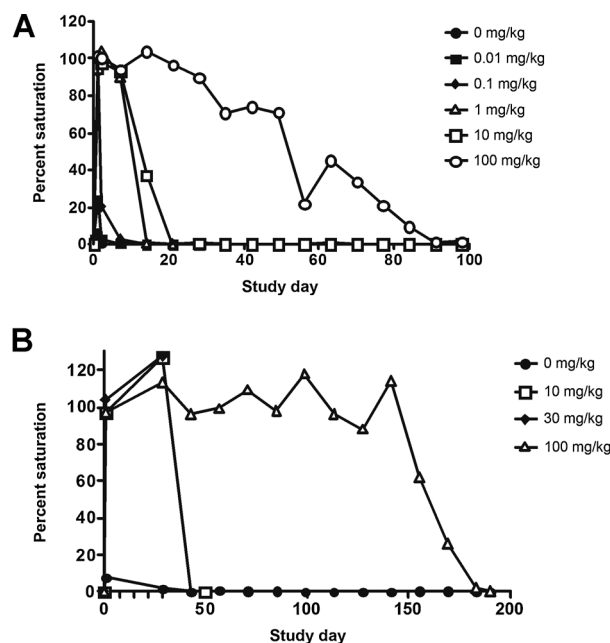 A
Percent saturation
120
100
80
60
40
20
0
0 20 40 60 80 100
Study day
0 mg/kg
0.01 mg/kg
0.1 mg/kg
1 mg/kg
10 mg/kg
100 mg/kg
B
Percent saturation
120
100
80
60
40
20
0
0 50 100 150 200
Study day
0 mg/kg
10 mg/kg
30 mg/kg
100 mg/kg